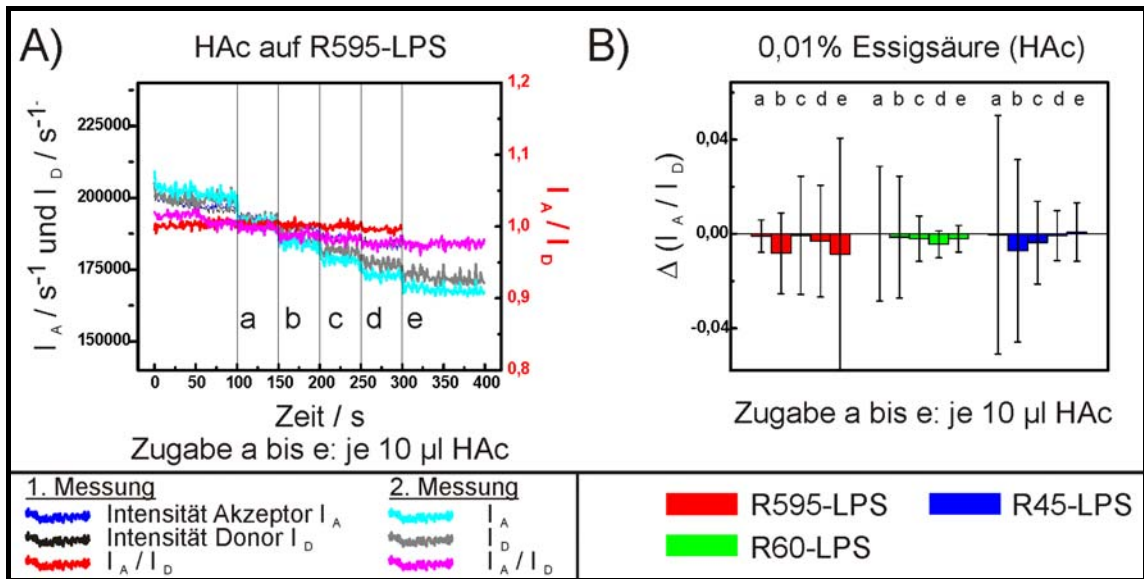 A) HAc auf R595-LPS
I A / s-1 und I D / s-1
225000
200000
175000
150000
1,2
1,1
1,0
0,9
0,8
I A / I D
a b c d e
0 50 100 150 200 250 300 350 400
Zeit / s
Zugabe a bis e: je 10 µl HAc
B) 0,01% Essigsäure (HAc)
a b c d e a b c d e a b c d e
Δ (I A / I D)
0,04
0,00
-0,04
Zugabe a bis e: je 10 µl HAc
1. Messung
Intensität Akzeptor I A
Intensität Donor I D
I A / I D
2. Messung
I A
I D
I A / I D
R595-LPS
R45-LPS
R60-LPS